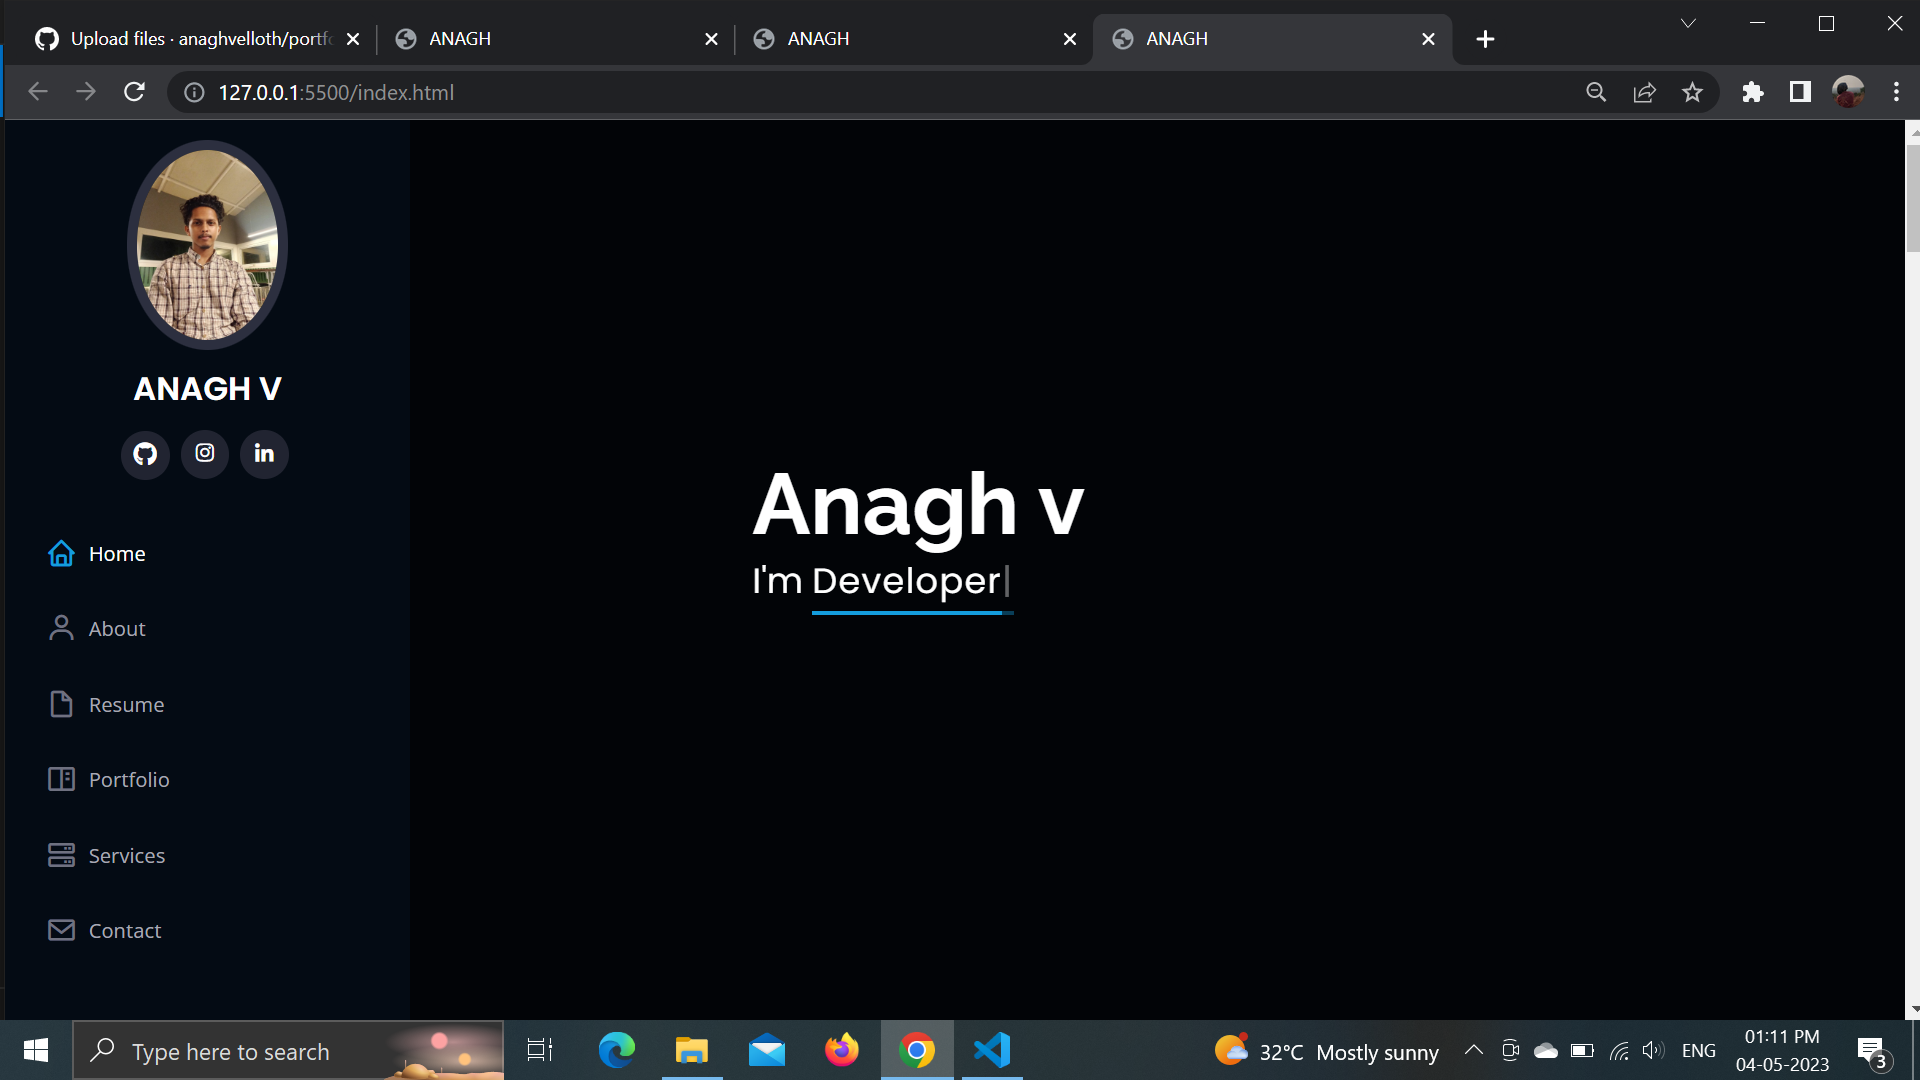 Upload files · anaghvelloth/portfo
ANAGH
ANAGH
ANAGH
127.0.0.1:5500/index.html
ANAGH V
Home
About
Resume
Portfolio
Services
Contact
Anagh v
I'm Developer|
Type here to search
32°C Mostly sunny
ENG
01:11 PM
04-05-2023
3